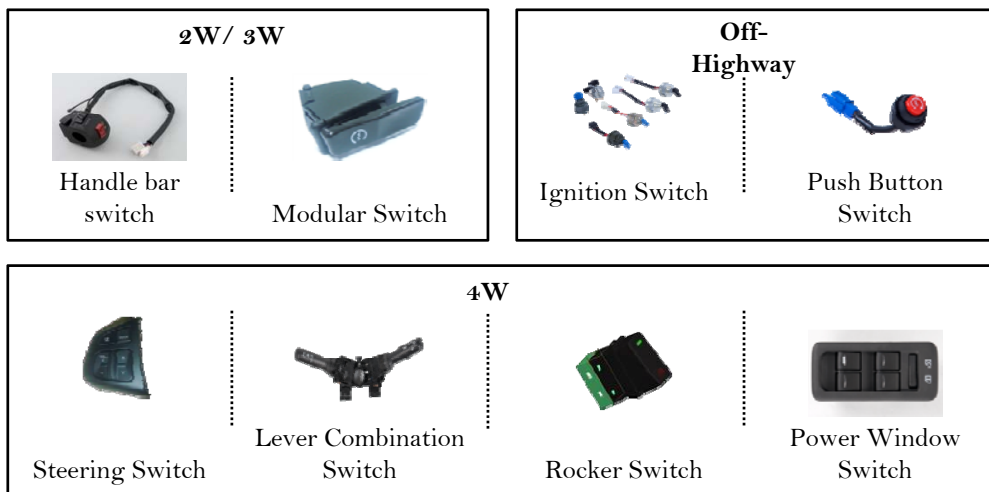 2W/ 3W
Handle bar
switch
Modular Switch
Off-
Highway
Ignition Switch
Push Button
Switch
4W
Steering Switch
Lever Combination
Switch
Rocker Switch
Power Window
Switch